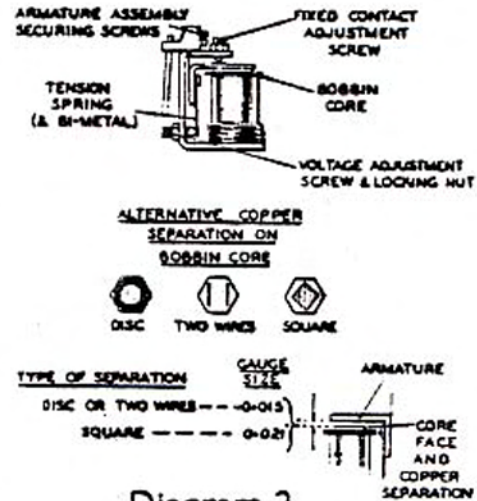 ARMATURE ASSEMBLY
SECURING SCREWS
FIXED CONTACT
ADJUSTMENT
SCREW
TENSION
SPRING
(& BI-METAL)
BOBBIN
CORE
VOLTAGE ADJUSTMENT
SCREW & LOCKING NUT
ALTERNATIVE COPPER
SEPARATION ON
BOBBIN CORE
DISC
TWO WIRES
SQUARE
TYPE OF SEPARATION
GAUGE
SIZE
DISC OR TWO WIRES --- 0·015
SQUARE ---- 0·021
ARMATURE
CORE
FACE
AND
COPPER
SEPARATION
Diagram 2